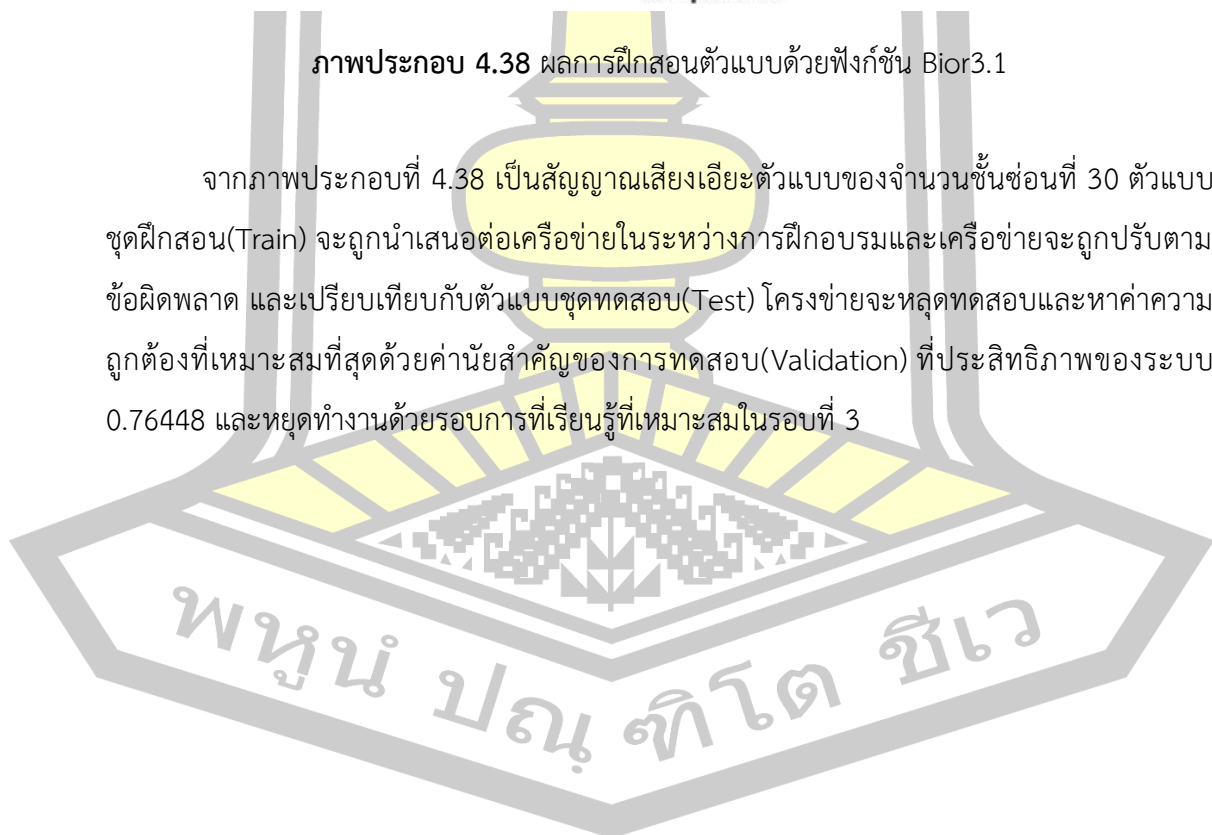 ภาพประกอบ 4.38 ผลการฝึกสอนตัวแบบด้วยฟังก์ชัน Bior3.1
จากภาพประกอบที่ 4.38 เป็นสัญญาณเสียงเอียะตัวแบบของจำนวนชั้นซ่อนที่ 30 ตัวแบบ
ชุดฝึกสอน(Train) จะถูกนำเสนอต่อเครือข่ายในระหว่างการฝึกอบรมและเครือข่ายจะถูกปรับตาม
ข้อผิดพลาด และเปรียบเทียบกับตัวแบบชุดทดสอบ(Test) โครงข่ายจะหลุดทดสอบและหาค่าความ
ถูกต้องที่เหมาะสมที่สุดด้วยค่านัยสำคัญของการทดสอบ(Validation) ที่ประสิทธิภาพของระบบ
0.76448 และหยุดทำงานด้วยรอบการที่เรียนรู้ที่เหมาะสมในรอบที่ 3
พหูนํ ปณฺ ฑิโต ชีเว